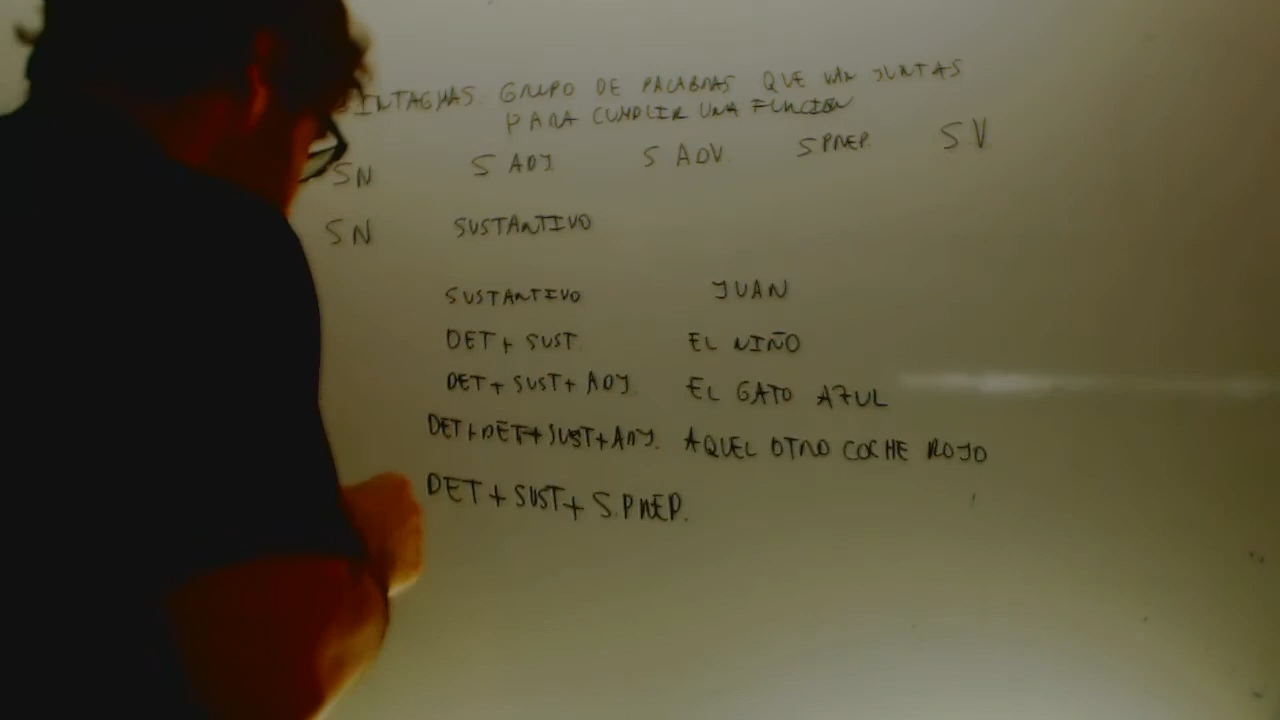 SINTAGMAS. GRUPO DE PALABRAS QUE VAN JUNTAS
PARA CUMPLIR UNA FUNCION
SN S ADJ. S ADV. S PREP. S V
SN SUSTANTIVO
SUSTANTIVO JUAN
DET + SUST. EL NIÑO
DET + SUST + ADJ. EL GATO AZUL
DET + DET + SUST + ADJ. AQUEL OTRO COCHE ROJO
DET + SUST + S.PREP.